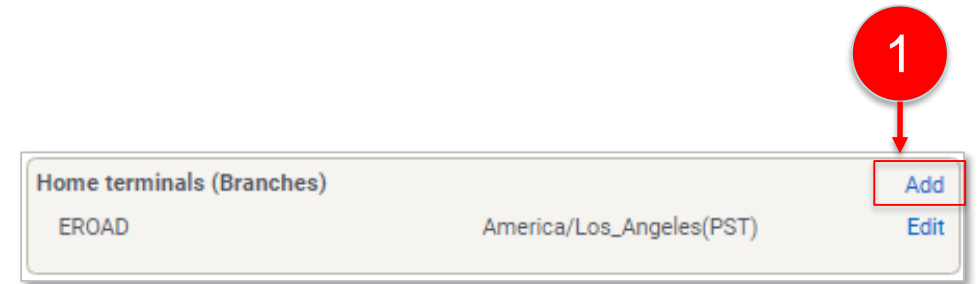 1
Home terminals (Branches) Add
EROAD America/Los_Angeles(PST) Edit